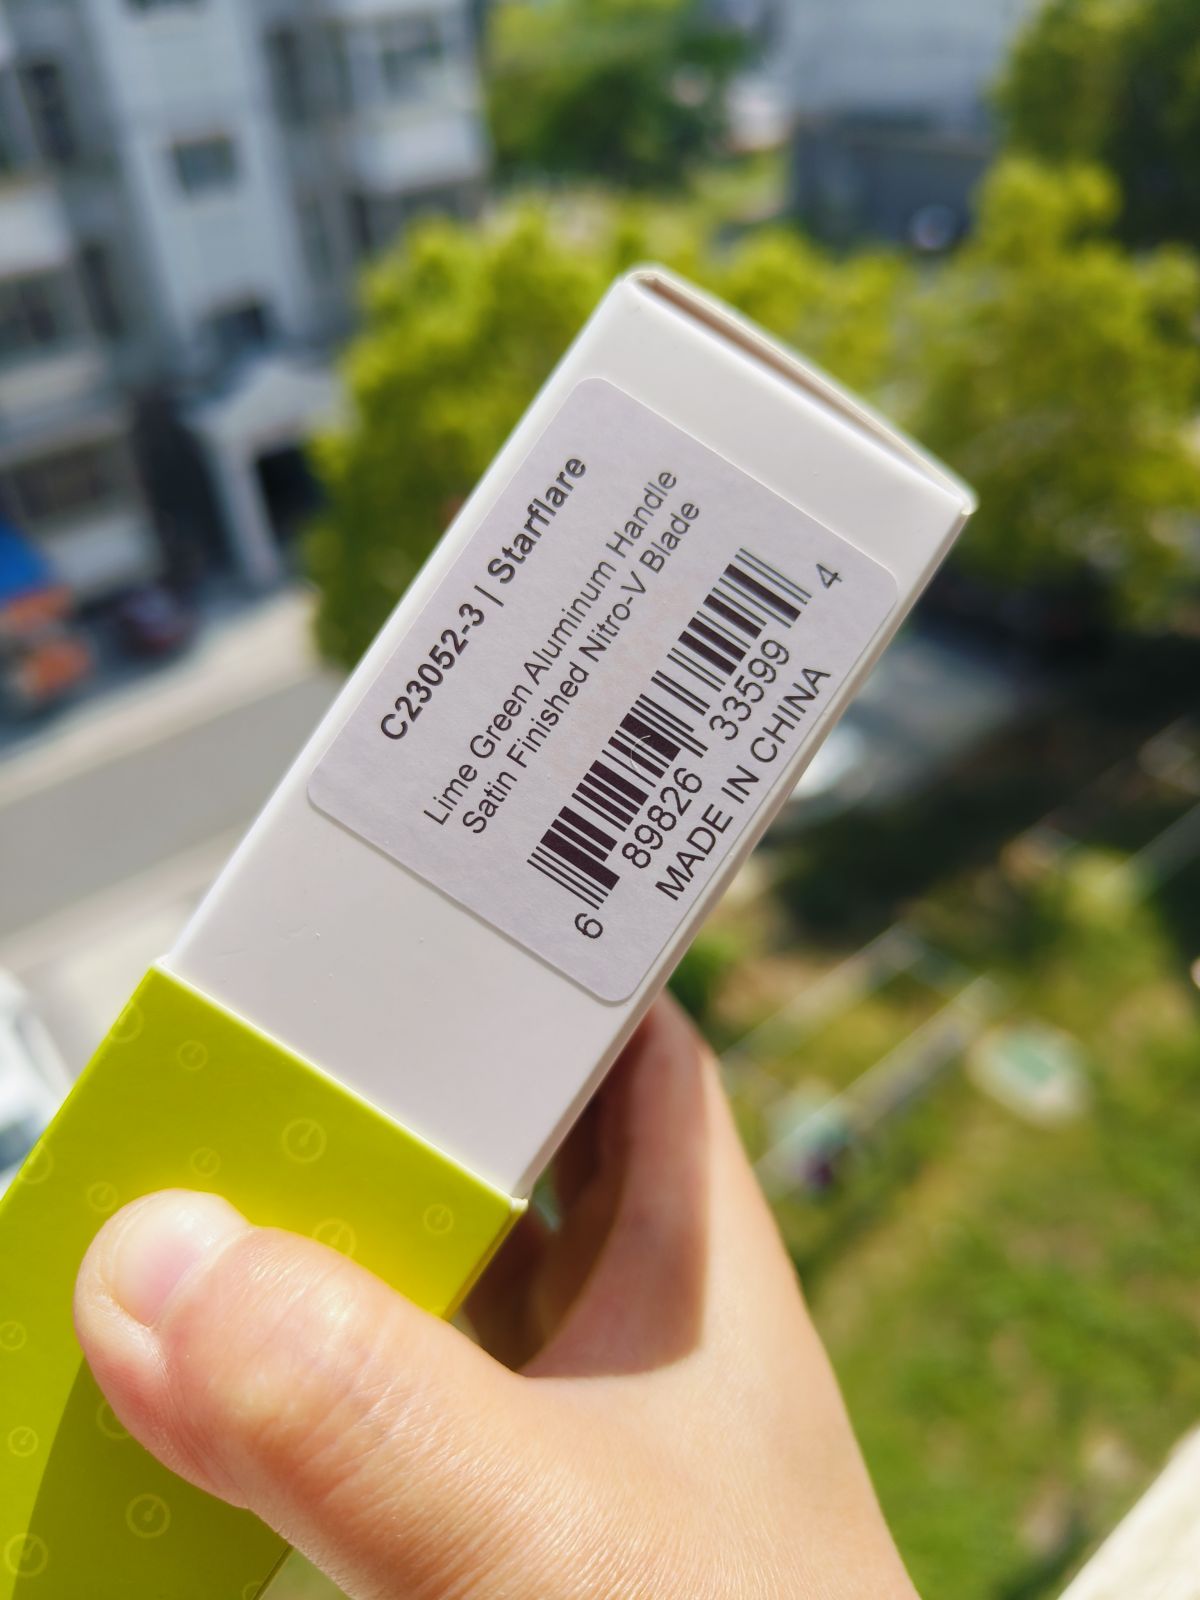 C23052-3 | Starflare
Lime Green Aluminum Handle
Satin Finished Nitro-V Blade
6 89826 33599 4
MADE IN CHINA